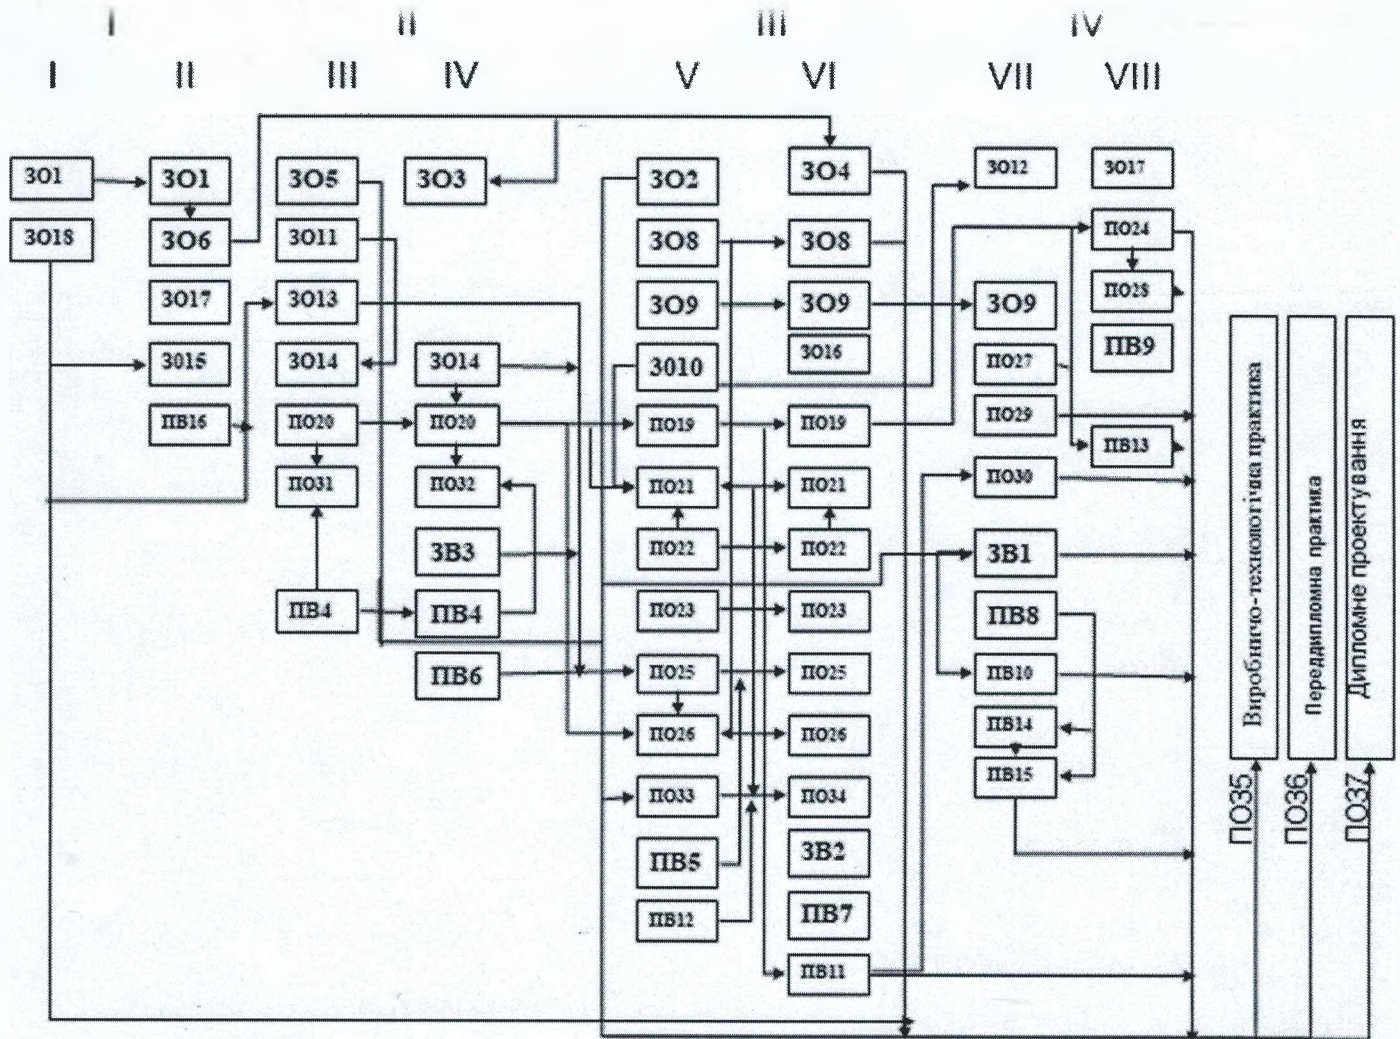 I II III IV
I II III IV V VI VII VIII
ЗО1 ЗО1 ЗО5 ЗО3 ЗО2 ЗО4 ЗО12 ЗО17
ЗО18 ЗО6 ЗО11 ЗО8 ЗО8 ПО24
ЗО17 ЗО13 ЗО9 ЗО9 ЗО9 ПО28
ЗО15 ЗО14 ЗО14 ЗО10 ЗО16 ПО27 ПВ9
ПВ16 ПО20 ПО20 ПО19 ПО19 ПО29 ПВ13
ПО31 ПО32 ПО21 ПО21 ПО30
ЗВ3 ПО22 ПО22 ЗВ1
ПВ4 ПВ4 ПО23 ПО23 ПВ8
ПВ6 ПО25 ПО25 ПВ10
ПО26 ПО26 ПВ14
ПВ15
ПО33 ПО34
ПВ5 ЗВ2
ПВ12 ПВ7
ПВ11
Виробничо-технологічна практика
Переддипломна практика
Дипломне проектування
ПО35
ПО36
ПО37